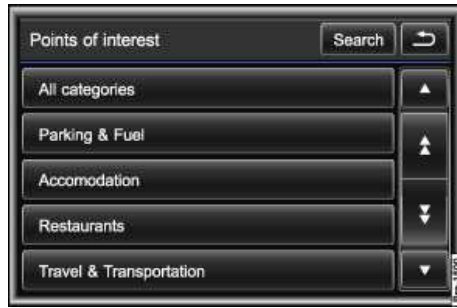 Points of interest
Search
All categories
Parking & Fuel
Accomodation
Restaurants
Travel & Transportation